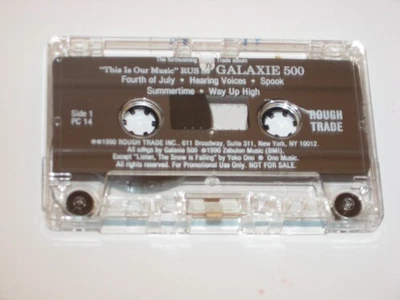 The forthcoming Rough Trade album
"This Is Our Music" RUS GALAXIE 500
Fourth of July • Hearing Voices • Spook
Summertime • Way Up High
Side 1
PC 14
ROUGH
TRADE
℗©1990 ROUGH TRADE INC., 611 Broadway, Suite 311, New York, NY 10012.
All songs by Galaxie 500 ©1990 Zebulon Music (BMI).
Except "Listen, The Snow is Falling" by Yoko Ono ℗ Ono Music.
All rights reserved. For Promotional Use Only. NOT FOR SALE.